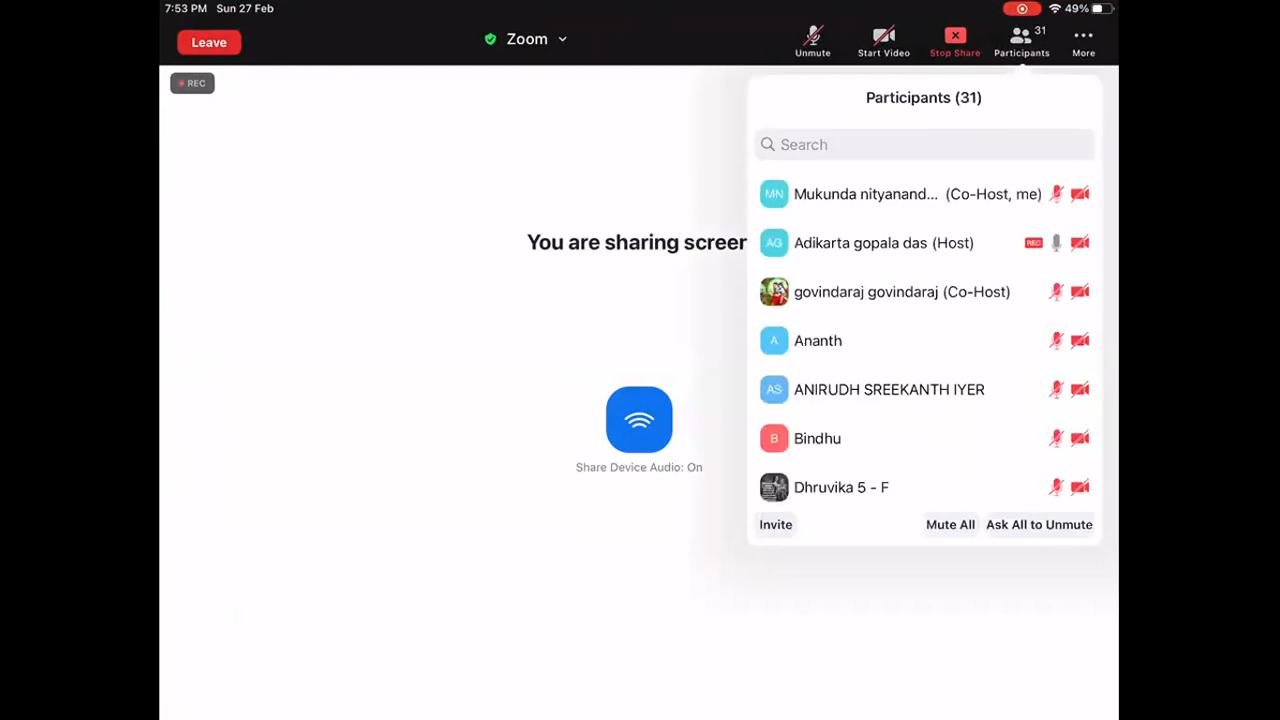 7:53 PM Sun 27 Feb
49%
Leave
Zoom
Unmute
Start Video
Stop Share
31
Participants
More
REC
Participants (31)
Search
You are sharing screen
Share Device Audio: On
MN Mukunda nityanand... (Co-Host, me)
AG Adikarta gopala das (Host) REC
govindaraj govindaraj (Co-Host)
A Ananth
AS ANIRUDH SREEKANTH IYER
B Bindhu
Dhruvika 5 - F
Invite
Mute All
Ask All to Unmute